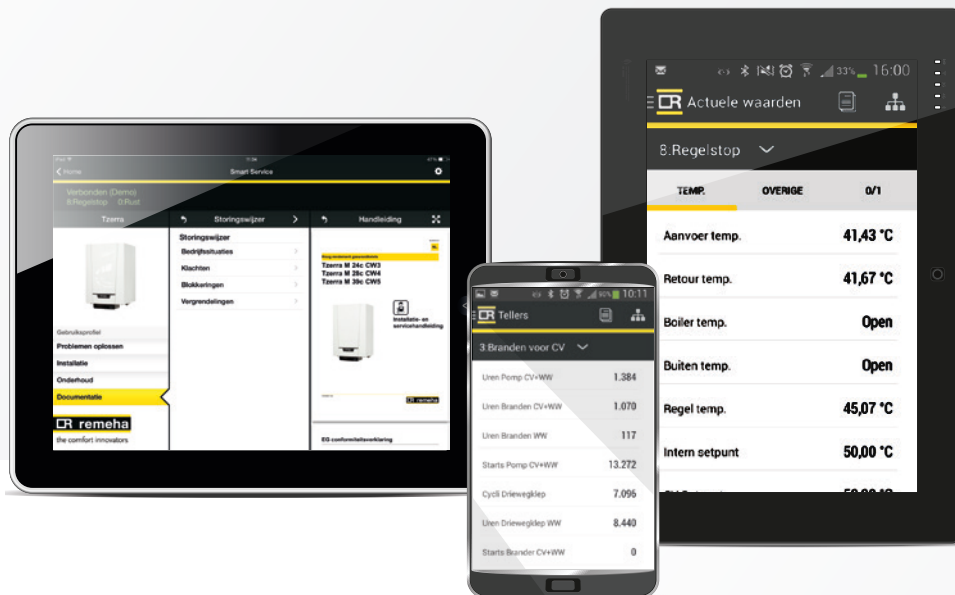 iPad
11:34
47%
Home
Smart Service
Verbonden (Demo)
8:Regelstop 0:Rust
Tzerra
Storingswijzer
Handleiding
Storingswijzer
Bedrijfssituaties
Klachten
Blokkeringen
Vergrendelingen
Gebruiksprofiel
Problemen oplossen
Installatie
Onderhoud
Documentatie
remeha
the comfort innovators
Tzerra M 24c CW3
Tzerra M 28c CW4
Tzerra M 39c CW5
Installatie- en
servicehandleiding
remeha
EG conformiteitsverklaring
10:11
Tellers
3:Branden voor CV
Uren Pomp CV+WW 1.384
Uren Branden CV+WW 1.070
Uren Branden WW 117
Starts Pomp CV+WW 13.272
Cycli Driewegklep 7.096
Uren Driewegklep WW 8.440
Starts Brander CV+WW 0
33% 16:00
Actuele waarden
8:Regelstop
TEMP. OVERIGE 0/1
Aanvoer temp. 41,43 °C
Retour temp. 41,67 °C
Boiler temp. Open
Buiten temp. Open
Regel temp. 45,07 °C
Intern setpunt 50,00 °C